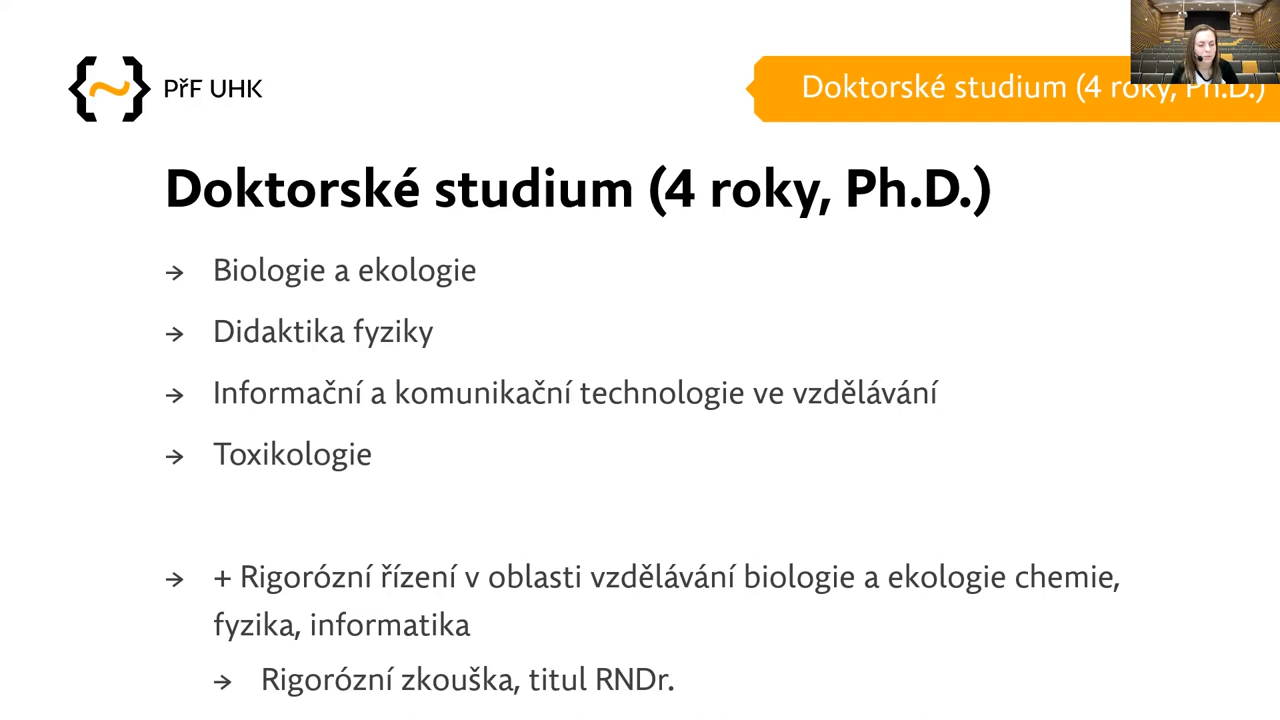 PřF UHK
Doktorské studium (4 roky, Ph.D.)
Doktorské studium (4 roky, Ph.D.)
→ Biologie a ekologie
→ Didaktika fyziky
→ Informační a komunikační technologie ve vzdělávání
→ Toxikologie
→ + Rigorózní řízení v oblasti vzdělávání biologie a ekologie chemie,
fyzika, informatika
→ Rigorózní zkouška, titul RNDr.